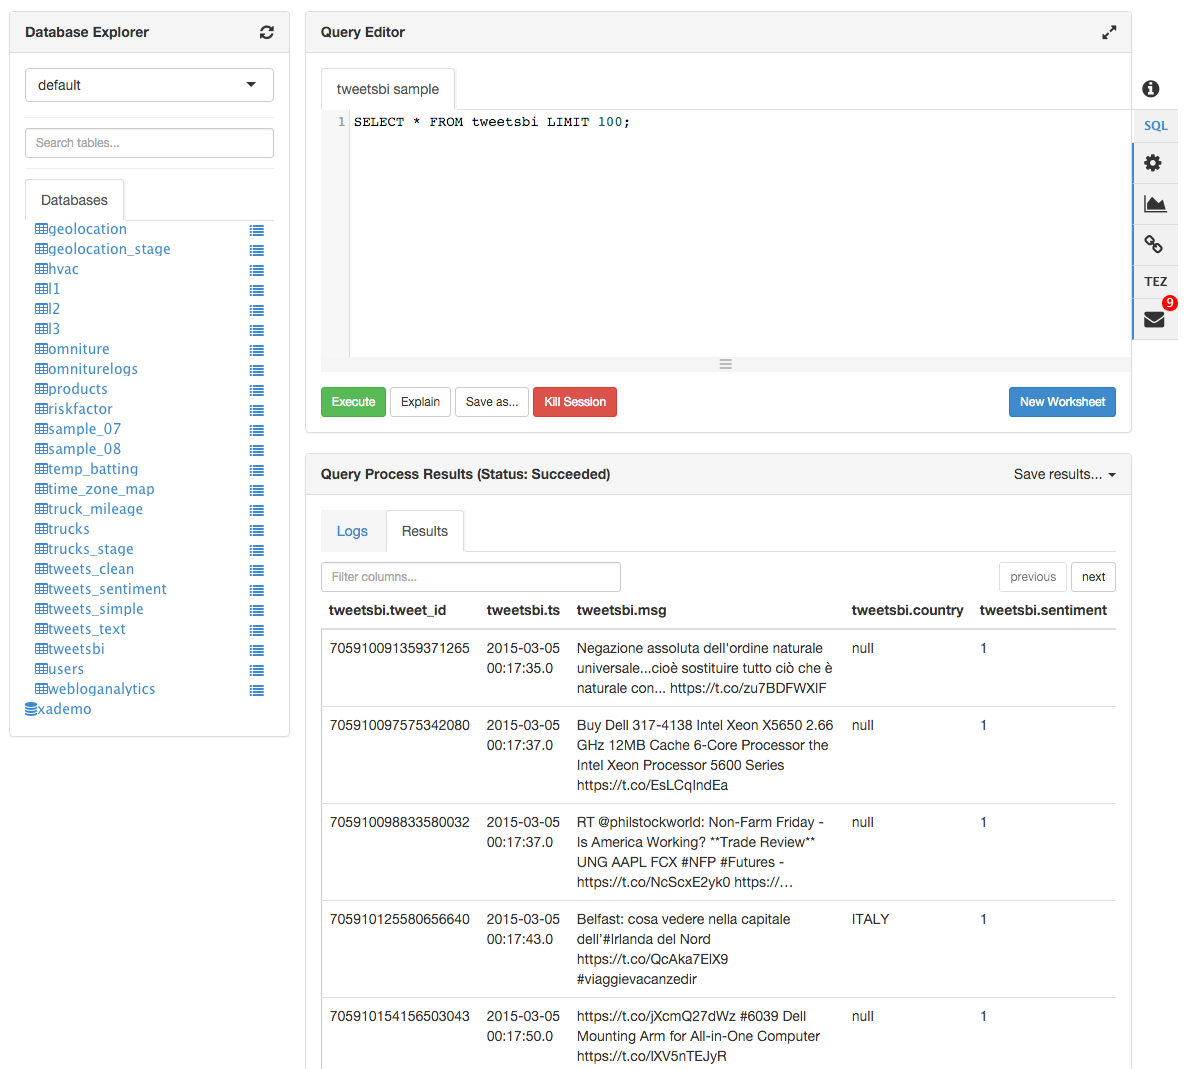 Database Explorer
default
Search tables...
Databases
geolocation
geolocation_stage
hvac
l1
l2
l3
omniture
omniturelogs
products
riskfactor
sample_07
sample_08
temp_batting
time_zone_map
truck_mileage
trucks
trucks_stage
tweets_clean
tweets_sentiment
tweets_simple
tweets_text
tweetsbi
users
webloganalytics
xademo
Query Editor
tweetsbi sample
1 SELECT * FROM tweetsbi LIMIT 100;
Execute Explain Save as... Kill Session New Worksheet
SQL
TEZ
9
Query Process Results (Status: Succeeded) Save results...
Logs Results
Filter columns... previous next
tweetsbi.tweet_id tweetsbi.ts tweetsbi.msg tweetsbi.country tweetsbi.sentiment
705910091359371265 2015-03-05 Negazione assoluta dell'ordine naturale null 1
00:17:35.0 universale...cioè sostituire tutto ciò che è
naturale con... https://t.co/zu7BDFWXIF
705910097575342080 2015-03-05 Buy Dell 317-4138 Intel Xeon X5650 2.66 null 1
00:17:37.0 GHz 12MB Cache 6-Core Processor the
Intel Xeon Processor 5600 Series
https://t.co/EsLCqIndEa
705910098833580032 2015-03-05 RT @philstockworld: Non-Farm Friday - null 1
00:17:37.0 Is America Working? **Trade Review**
UNG AAPL FCX #NFP #Futures -
https://t.co/NcScxE2yk0 https://…
705910125580656640 2015-03-05 Belfast: cosa vedere nella capitale ITALY 1
00:17:43.0 dell'#Irlanda del Nord
https://t.co/QcAka7ElX9
#viaggievacanzedir
705910154156503043 2015-03-05 https://t.co/jXcmQ27dWz #6039 Dell null 1
00:17:50.0 Mounting Arm for All-in-One Computer
https://t.co/lXV5nTEJyR